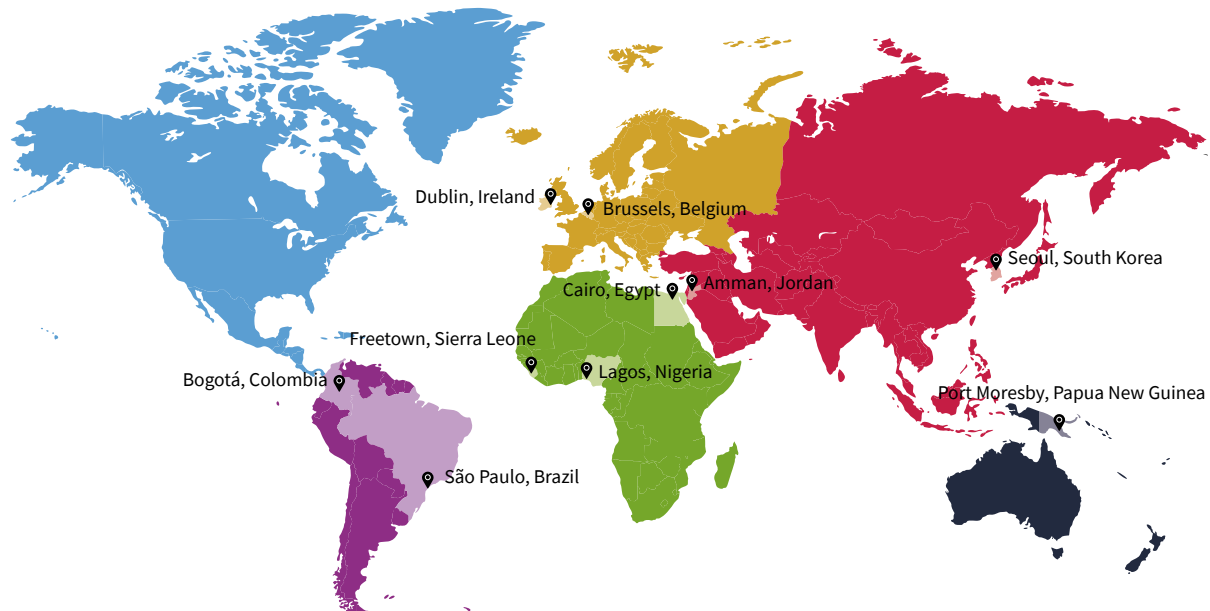 Dublin, Ireland
Brussels, Belgium
Seoul, South Korea
Amman, Jordan
Cairo, Egypt
Freetown, Sierra Leone
Lagos, Nigeria
Bogotá, Colombia
Port Moresby, Papua New Guinea
São Paulo, Brazil